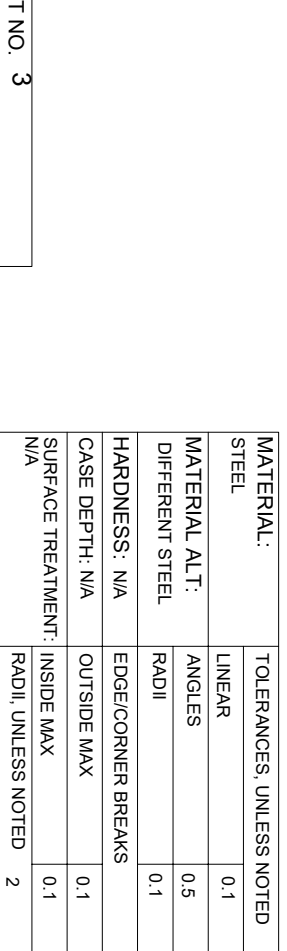 T NO. 3
MATERIAL:
STEEL
MATERIAL ALT:
DIFFERENT STEEL
HARDNESS: N/A
CASE DEPTH: N/A
SURFACE TREATMENT:
N/A
TOLERANCES, UNLESS NOTED
LINEAR 0.1
ANGLES 0.5
RADII 0.1
EDGE/CORNER BREAKS
OUTSIDE MAX 0.1
INSIDE MAX 0.1
RADII, UNLESS NOTED 2